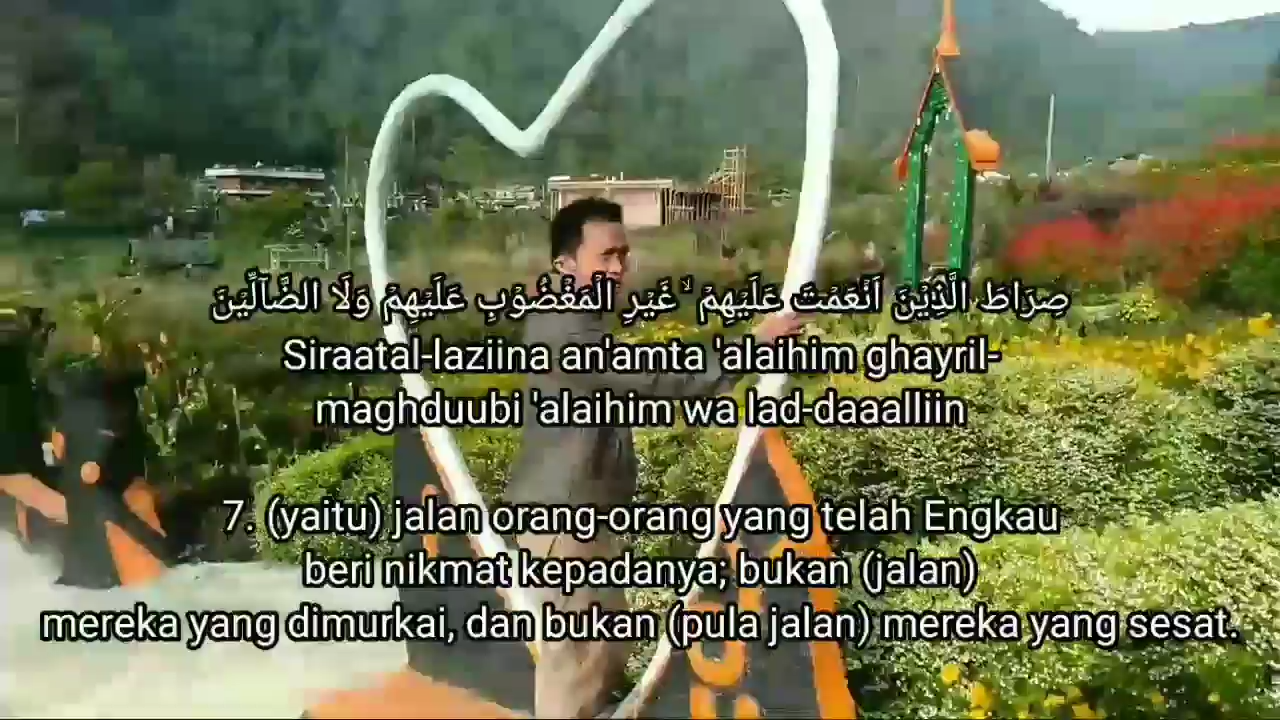 صِرَاطَ الَّذِيْنَ اَنْعَمْتَ عَلَيْهِمْ ۙ غَيْرِ الْمَغْضُوْبِ عَلَيْهِمْ وَلَا الضَّاۤلِّيْنَ
Siraatal-laziina an'amta 'alaihim ghayril-
maghduubi 'alaihim wa lad-daaalliin
7. (yaitu) jalan orang-orang yang telah Engkau
beri nikmat kepadanya; bukan (jalan)
mereka yang dimurkai, dan bukan (pula jalan) mereka yang sesat.